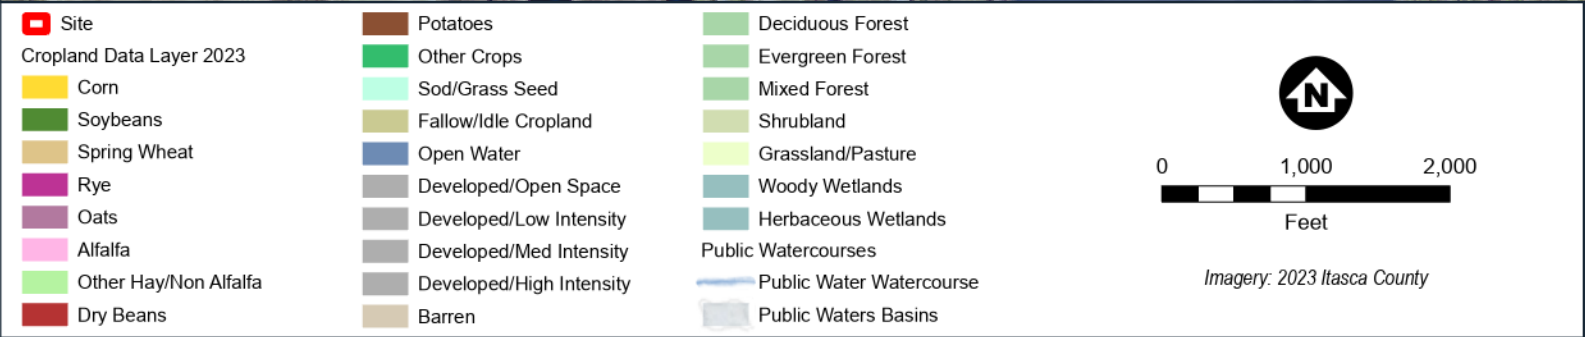 Site
Cropland Data Layer 2023
Corn
Soybeans
Spring Wheat
Rye
Oats
Alfalfa
Other Hay/Non Alfalfa
Dry Beans
Potatoes
Other Crops
Sod/Grass Seed
Fallow/Idle Cropland
Open Water
Developed/Open Space
Developed/Low Intensity
Developed/Med Intensity
Developed/High Intensity
Barren
Deciduous Forest
Evergreen Forest
Mixed Forest
Shrubland
Grassland/Pasture
Woody Wetlands
Herbaceous Wetlands
Public Watercourses
Public Water Watercourse
Public Waters Basins
N
0 1,000 2,000
Feet
Imagery: 2023 Itasca County